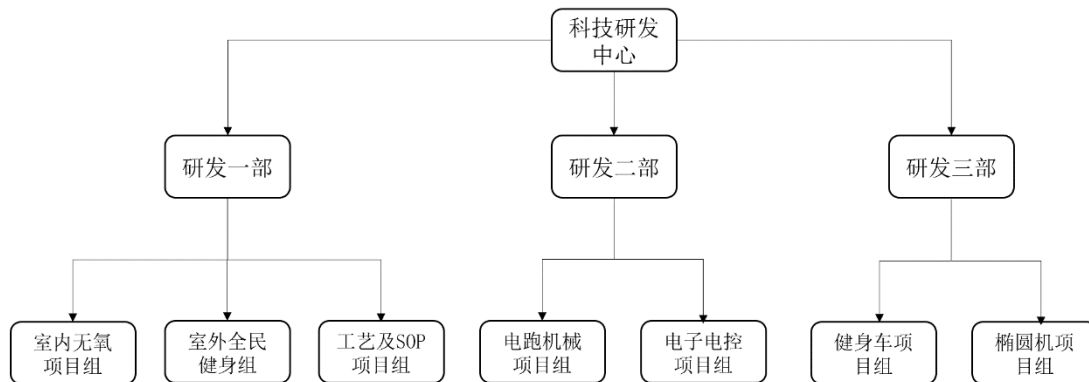 科技研发
中心
研发一部
研发二部
研发三部
室内无氧
项目组
室外全民
健身组
工艺及SOP
项目组
电跑机械
项目组
电子电控
项目组
健身车项
目组
椭圆机项
目组